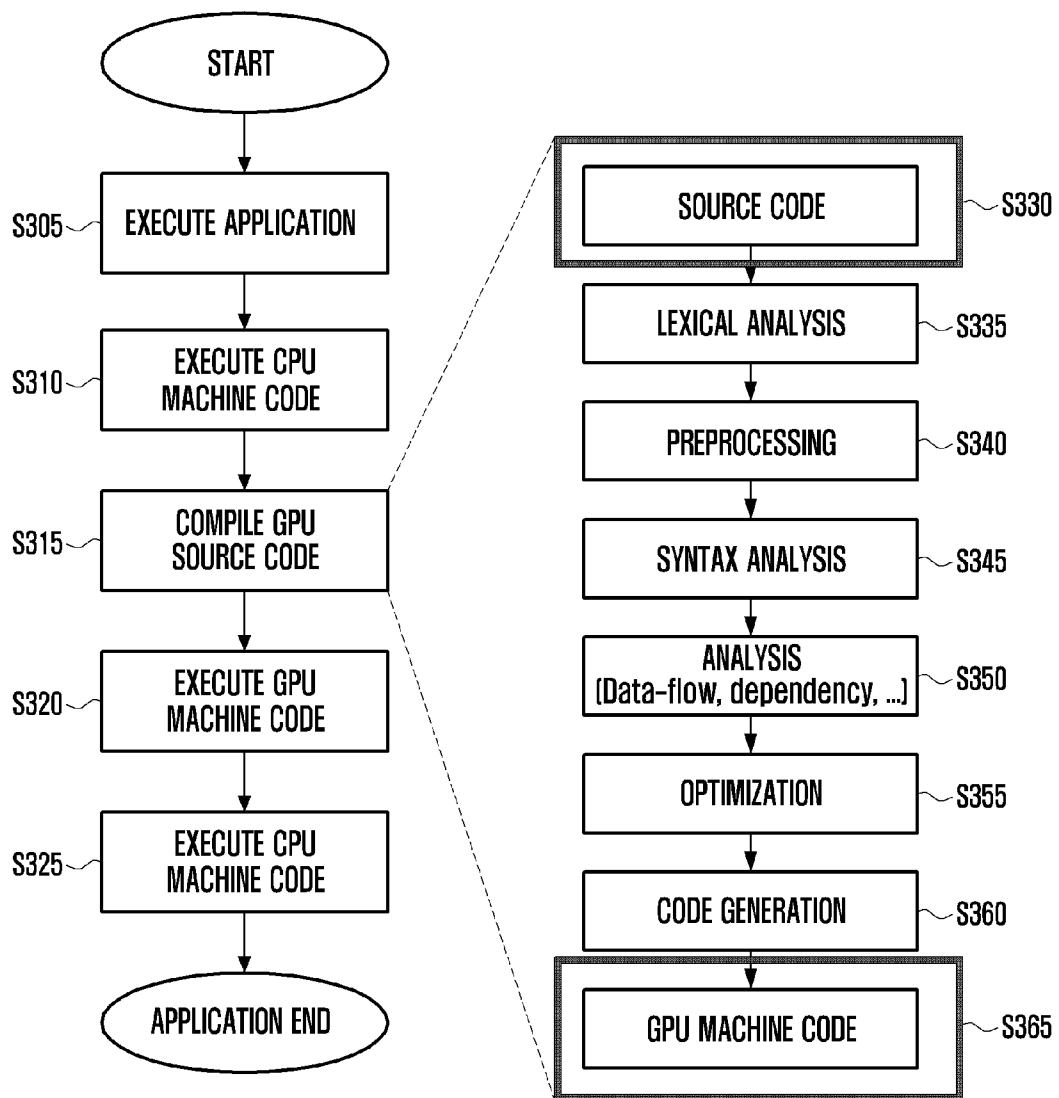 START
S305
EXECUTE APPLICATION
S310
EXECUTE CPU
MACHINE CODE
S315
COMPILE GPU
SOURCE CODE
S320
EXECUTE GPU
MACHINE CODE
S325
EXECUTE CPU
MACHINE CODE
APPLICATION END
SOURCE CODE
S330
LEXICAL ANALYSIS
S335
PREPROCESSING
S340
SYNTAX ANALYSIS
S345
ANALYSIS
(Data-flow, dependency, ...)
S350
OPTIMIZATION
S355
CODE GENERATION
S360
GPU MACHINE CODE
S365